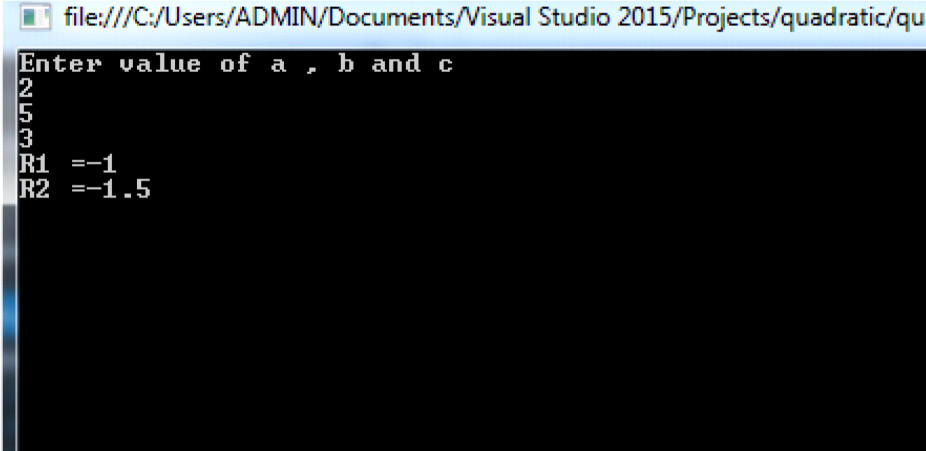 file:///C:/Users/ADMIN/Documents/Visual Studio 2015/Projects/quadratic/qu
Enter value of a , b and c
2
5
3
R1 =-1
R2 =-1.5